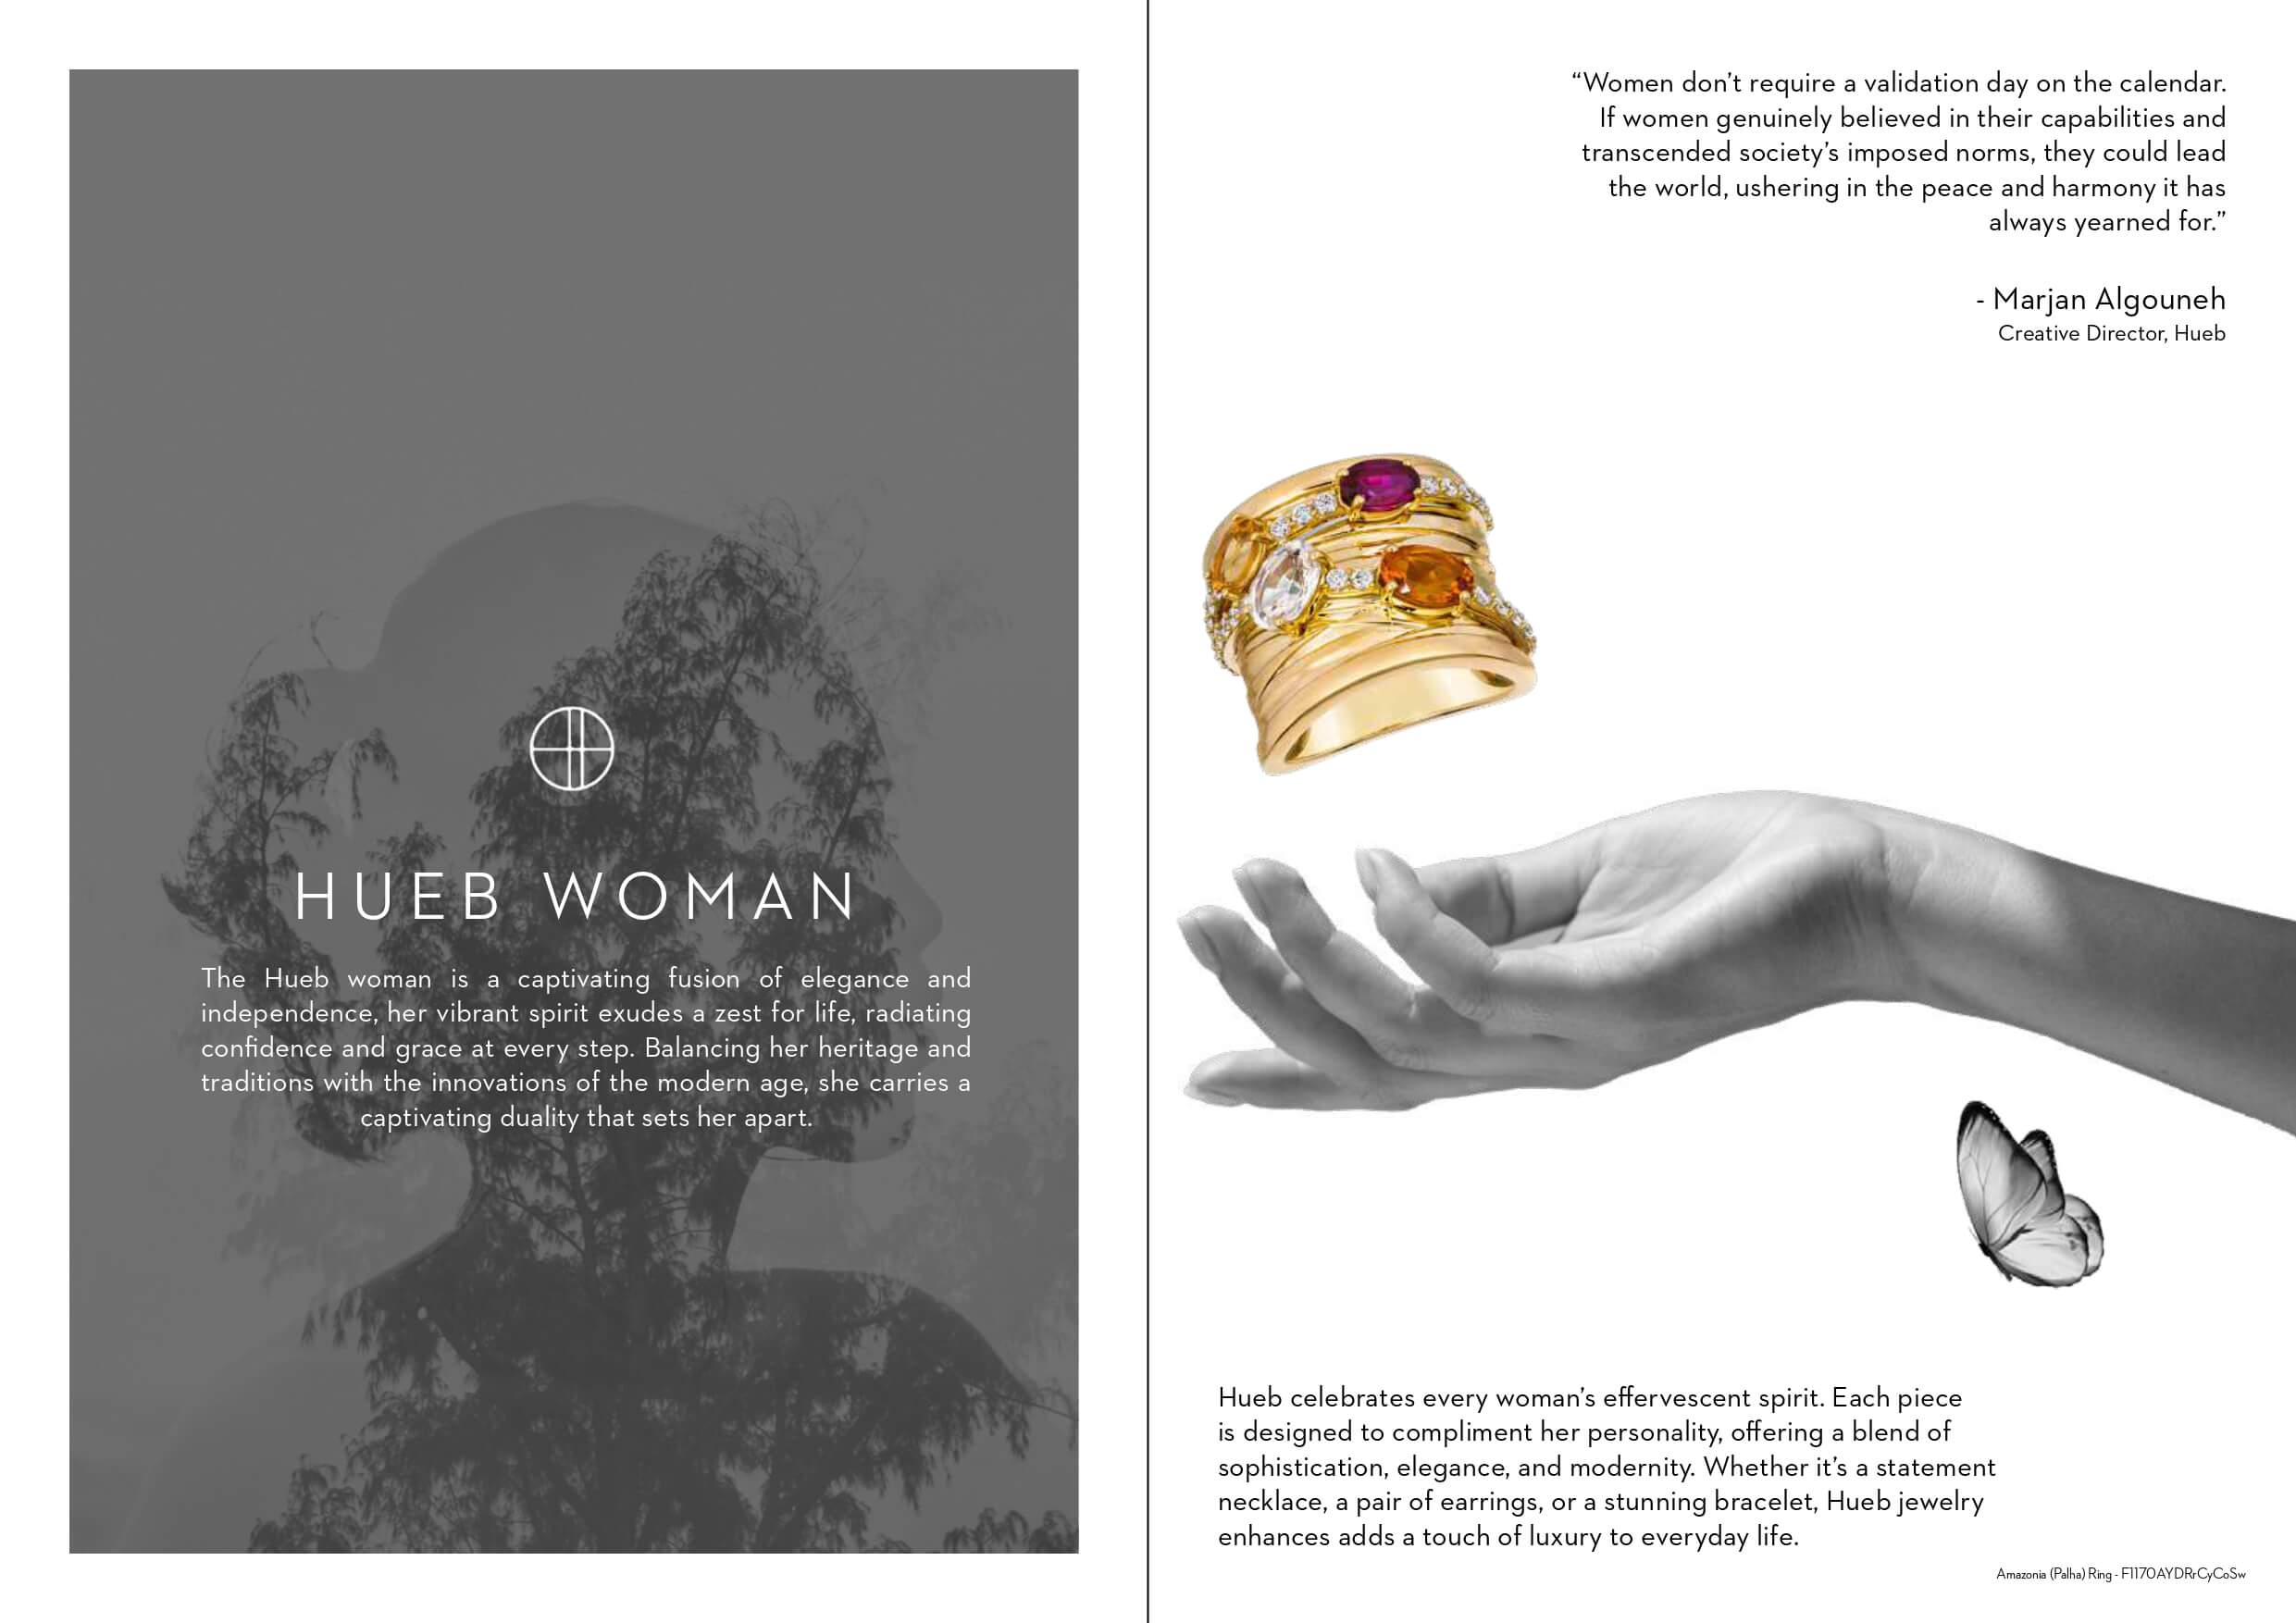 HUEB WOMAN
The Hueb woman is a captivating fusion of elegance and
independence, her vibrant spirit exudes a zest for life, radiating
confidence and grace at every step. Balancing her heritage and
traditions with the innovations of the modern age, she carries a
captivating duality that sets her apart.
“Women don’t require a validation day on the calendar.
If women genuinely believed in their capabilities and
transcended society’s imposed norms, they could lead
the world, ushering in the peace and harmony it has
always yearned for.”
- Marjan Algouneh
Creative Director, Hueb
Hueb celebrates every woman’s effervescent spirit. Each piece
is designed to compliment her personality, offering a blend of
sophistication, elegance, and modernity. Whether it’s a statement
necklace, a pair of earrings, or a stunning bracelet, Hueb jewelry
enhances adds a touch of luxury to everyday life.
Amazonia (Palha) Ring - F1170AYDRrCyCoSw